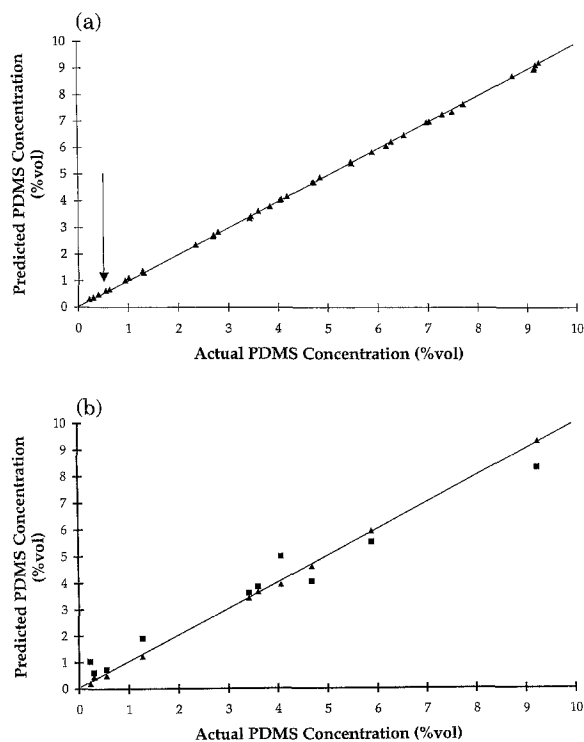 (a)
10
9
8
7
6
5
4
3
2
1
0
Predicted PDMS Concentration
(%vol)
0 1 2 3 4 5 6 7 8 9 10
Actual PDMS Concentration (%vol)
(b)
10
9
8
7
6
5
4
3
2
1
0
Predicted PDMS Concentration
(%vol)
0 1 2 3 4 5 6 7 8 9 10
Actual PDMS Concentration (%vol)